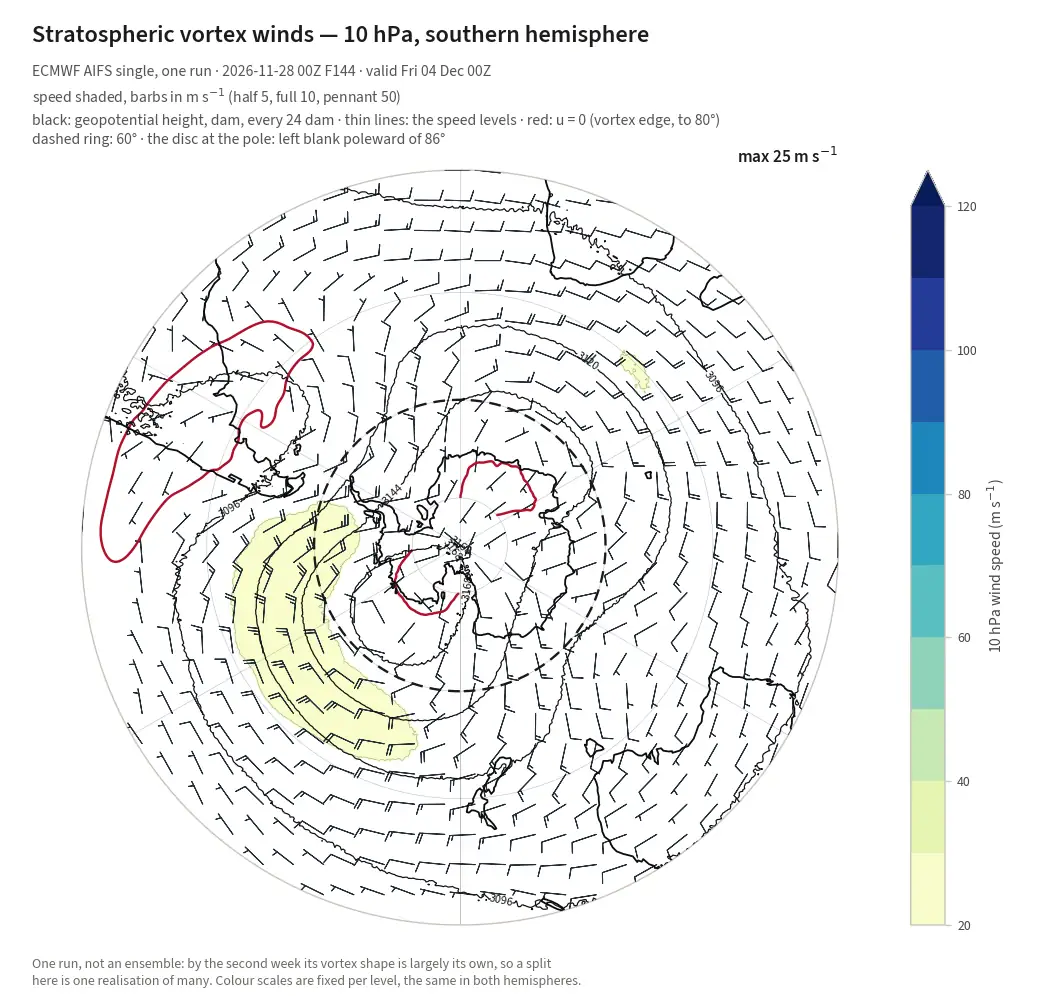 Stratospheric vortex winds — 10 hPa, southern hemisphere
ECMWF AIFS single, one run · 2026-11-28 00Z F144 · valid Fri 04 Dec 00Z
speed shaded, barbs in m s⁻¹ (half 5, full 10, pennant 50)
black: geopotential height, dam, every 24 dam · thin lines: the speed levels · red: u = 0 (vortex edge, to 80°)
dashed ring: 60° · the disc at the pole: left blank poleward of 86°
max 25 m s⁻¹
120
100
80
60
40
20
10 hPa wind speed (m s⁻¹)
3120
3096
3144
3096
3168
3096
One run, not an ensemble: by the second week its vortex shape is largely its own, so a split
here is one realisation of many. Colour scales are fixed per level, the same in both hemispheres.